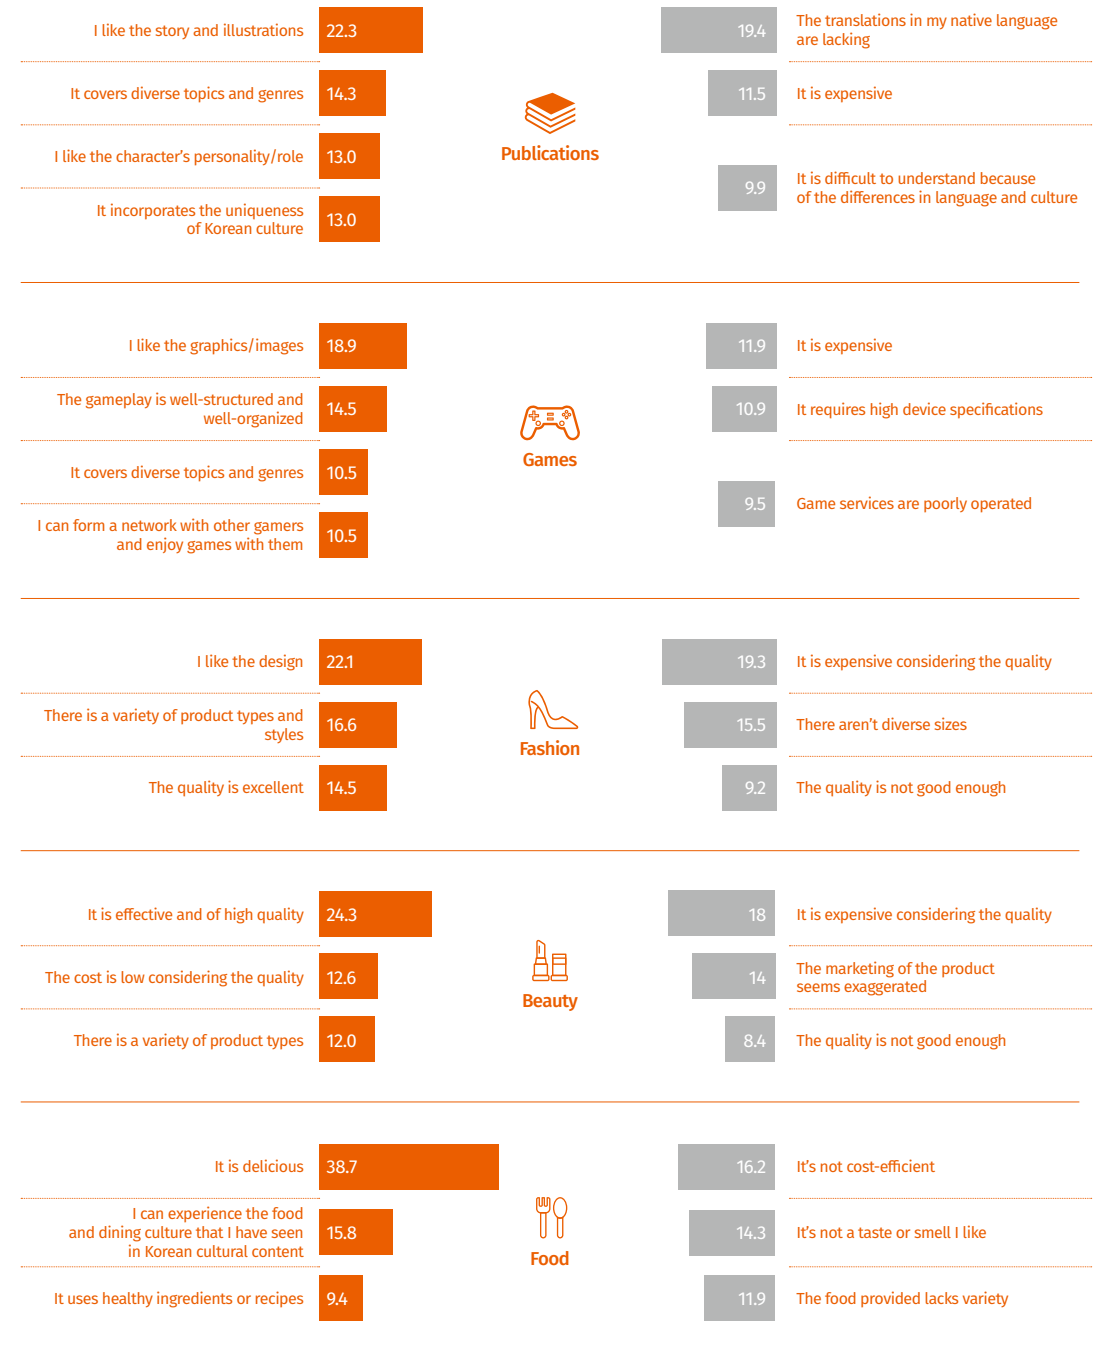 I like the story and illustrations
22.3
It covers diverse topics and genres
14.3
I like the character's personality/role
13.0
It incorporates the uniqueness
of Korean culture
13.0
Publications
19.4
The translations in my native language
are lacking
11.5
It is expensive
9.9
It is difficult to understand because
of the differences in language and culture
I like the graphics/images
18.9
The gameplay is well-structured and
well-organized
14.5
It covers diverse topics and genres
10.5
I can form a network with other gamers
and enjoy games with them
10.5
Games
11.9
It is expensive
10.9
It requires high device specifications
9.5
Game services are poorly operated
I like the design
22.1
There is a variety of product types and
styles
16.6
The quality is excellent
14.5
Fashion
19.3
It is expensive considering the quality
15.5
There aren't diverse sizes
9.2
The quality is not good enough
It is effective and of high quality
24.3
The cost is low considering the quality
12.6
There is a variety of product types
12.0
Beauty
18
It is expensive considering the quality
14
The marketing of the product
seems exaggerated
8.4
The quality is not good enough
It is delicious
38.7
I can experience the food
and dining culture that I have seen
in Korean cultural content
15.8
It uses healthy ingredients or recipes
9.4
Food
16.2
It's not cost-efficient
14.3
It's not a taste or smell I like
11.9
The food provided lacks variety